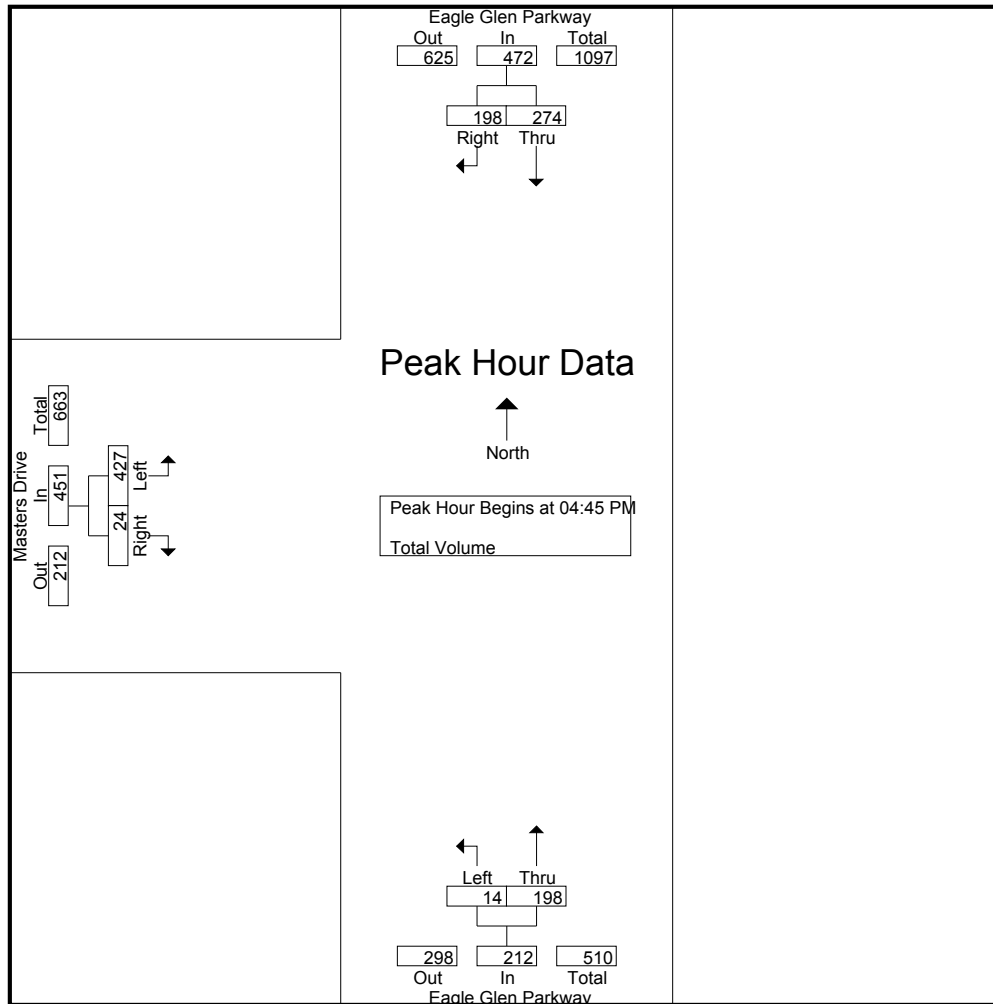 Eagle Glen Parkway
Out In Total
625 472 1097
198 274
Right Thru
Peak Hour Data
North
Peak Hour Begins at 04:45 PM
Total Volume
Masters Drive
Out In Total
212 451 663
24 427
Right Left
Left Thru
14 198
298 212 510
Out In Total
Eagle Glen Parkway